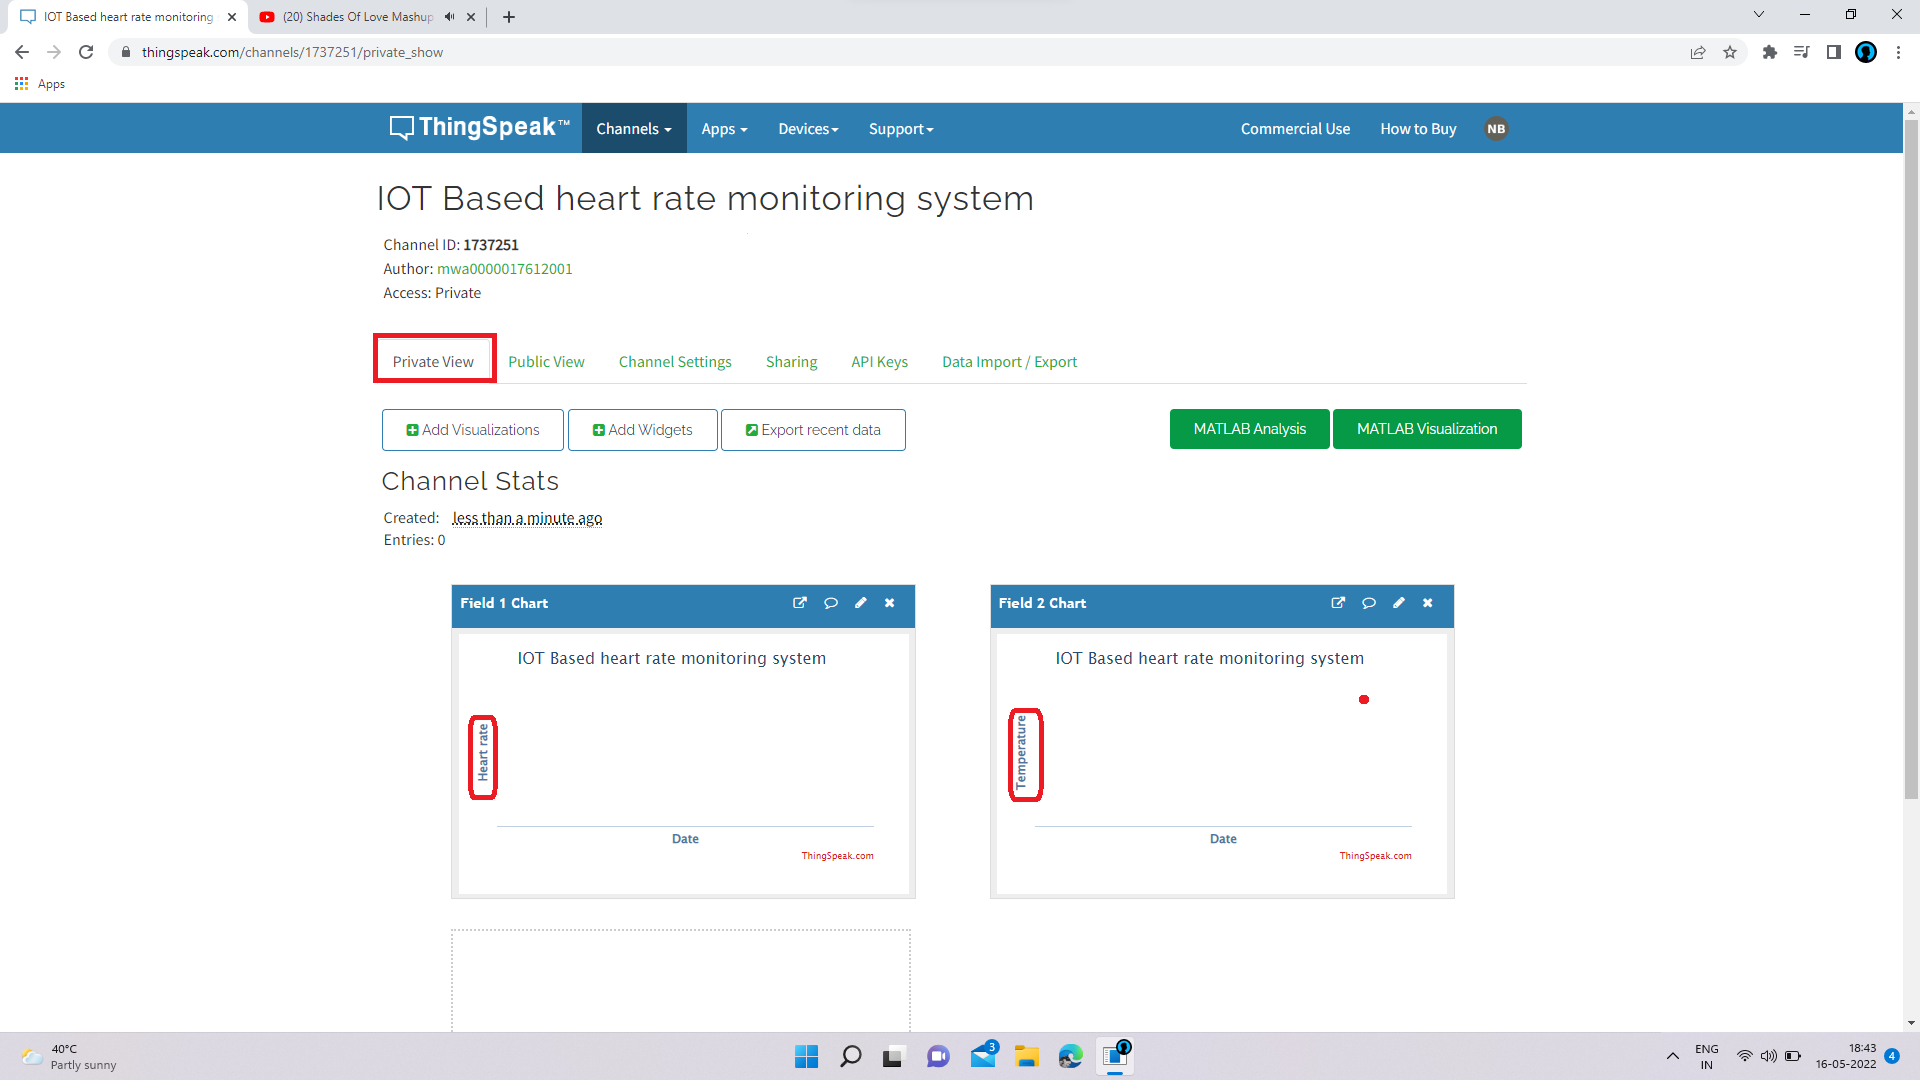 IOT Based heart rate monitoring
(20) Shades Of Love Mashup
thingspeak.com/channels/1737251/private_show
Apps
ThingSpeak™
Channels
Apps
Devices
Support
Commercial Use
How to Buy
NB
IOT Based heart rate monitoring system
Channel ID: 1737251
Author: mwa0000017612001
Access: Private
Private View
Public View
Channel Settings
Sharing
API Keys
Data Import / Export
Add Visualizations
Add Widgets
Export recent data
MATLAB Analysis
MATLAB Visualization
Channel Stats
Created: less than a minute ago
Entries: 0
Field 1 Chart
IOT Based heart rate monitoring system
Heart rate
Date
ThingSpeak.com
Field 2 Chart
IOT Based heart rate monitoring system
Temperature
Date
ThingSpeak.com
40°C
Partly sunny
3
ENG
IN
18:43
16-05-2022
4